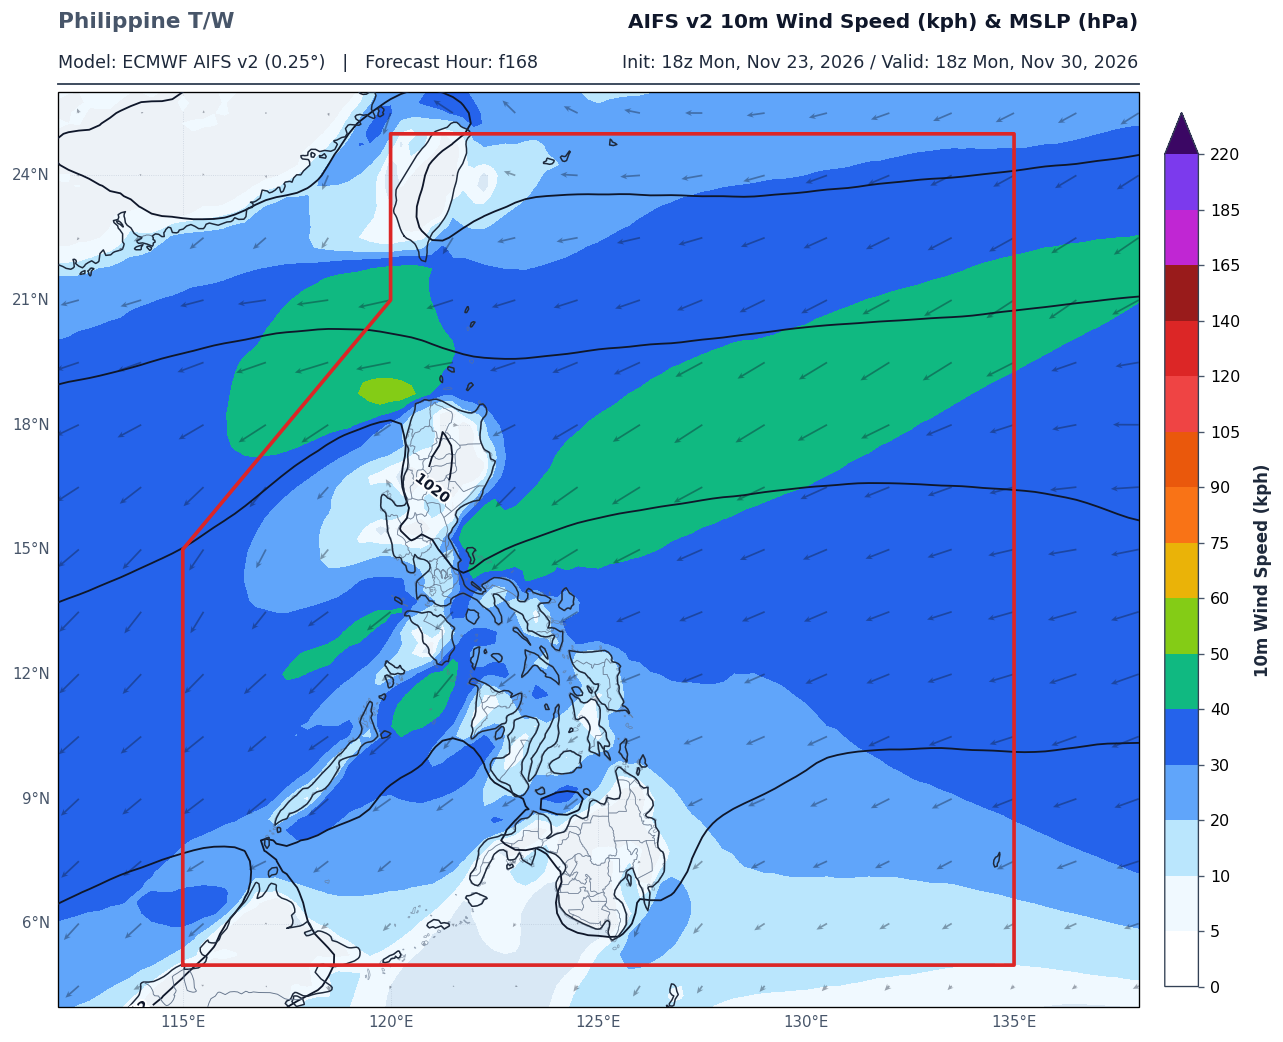 Philippine T/W
AIFS v2 10m Wind Speed (kph) & MSLP (hPa)
Model: ECMWF AIFS v2 (0.25°) | Forecast Hour: f168
Init: 18z Mon, Nov 23, 2026 / Valid: 18z Mon, Nov 30, 2026
24°N
21°N
18°N
15°N
12°N
9°N
6°N
1020
115°E
120°E
125°E
130°E
135°E
220
185
165
140
120
105
90
75
60
50
40
30
20
10
5
0
10m Wind Speed (kph)